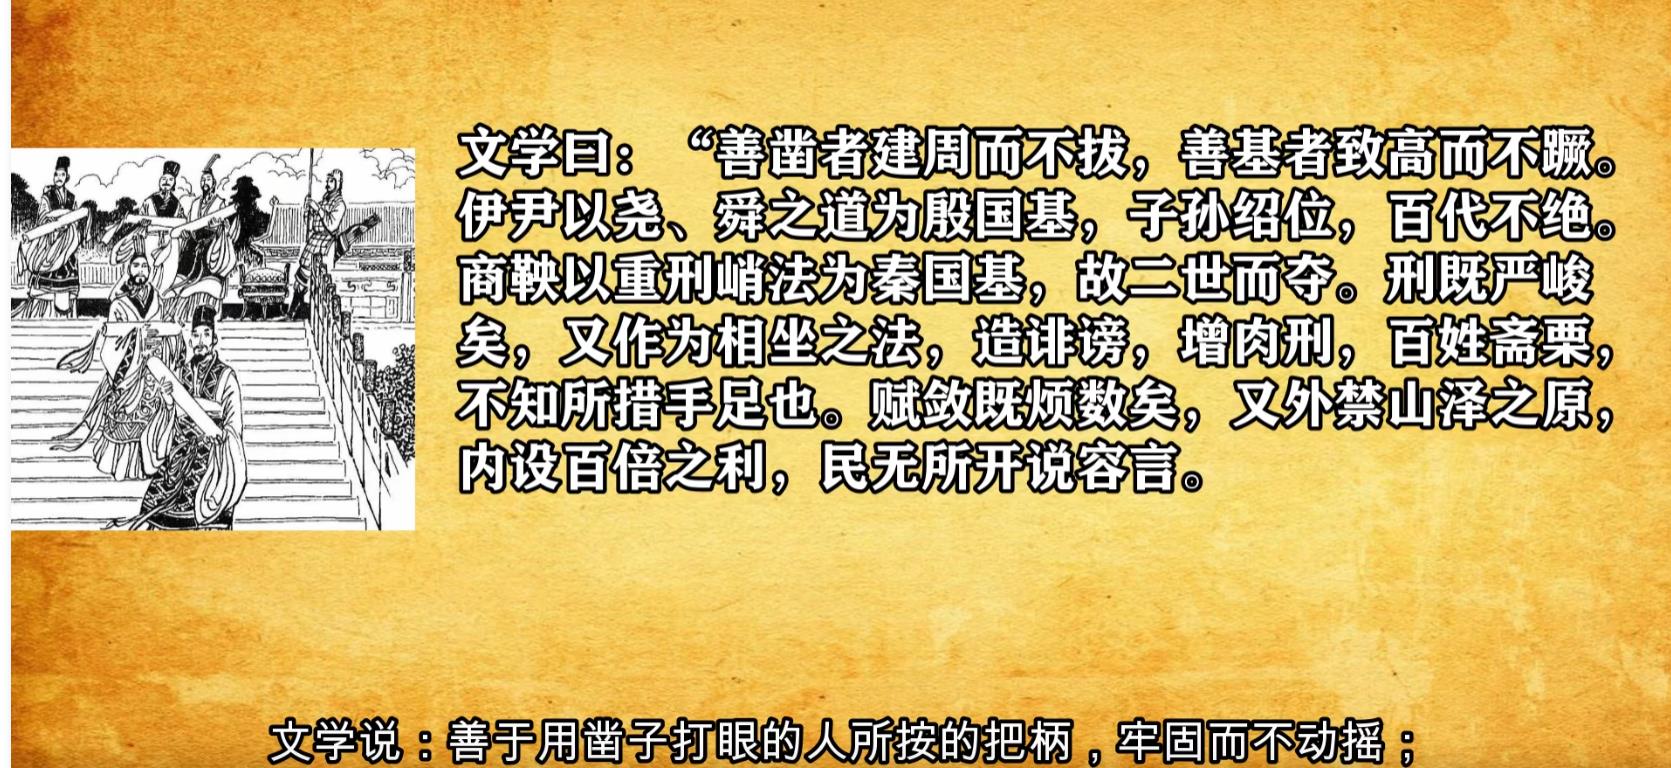 文学曰：“善凿者建周而不拔，善基者致高而不蹶。
伊尹以尧、舜之道为殷国基，子孙绍位，百代不绝。
商鞅以重刑峭法为秦国基，故二世而夺。刑既严峻
矣，又作为相坐之法，造诽谤，增肉刑，百姓斋栗，
不知所措手足也。赋敛既烦数矣，又外禁山泽之原，
内设百倍之利，民无所开说容言。
文学说：善于用凿子打眼的人所按的把柄，牢固而不动摇；